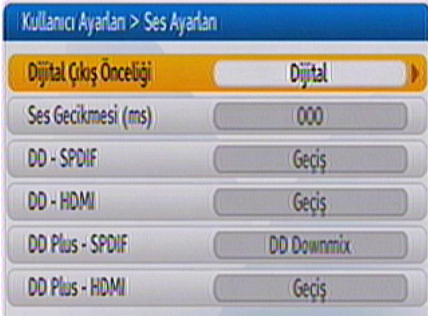 Kullanıcı Ayarları > Ses Ayarları
Dijital Çıkış Önceliği Dijital
Ses Gecikmesi (ms) 000
DD - SPDIF Geçiş
DD - HDMI Geçiş
DD Plus - SPDIF DD Downmix
DD Plus - HDMI Geçiş